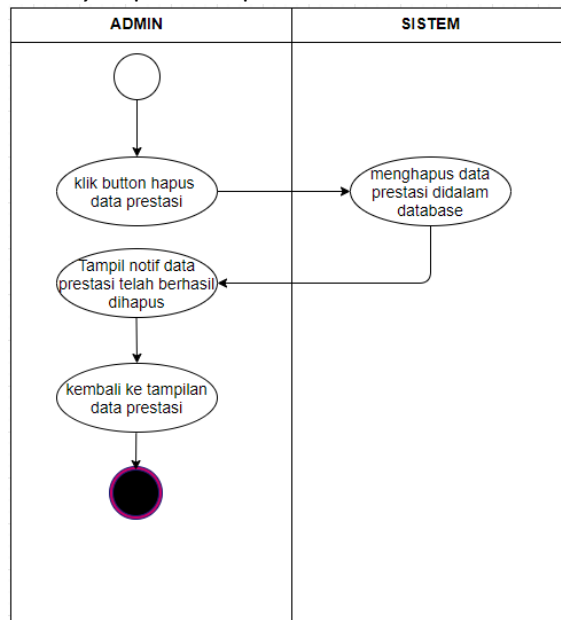 ADMIN
SISTEM
klik button hapus
data prestasi
menghapus data
prestasi didalam
database
Tampil notif data
prestasi telah berhasil
dihapus
kembali ke tampilan
data prestasi